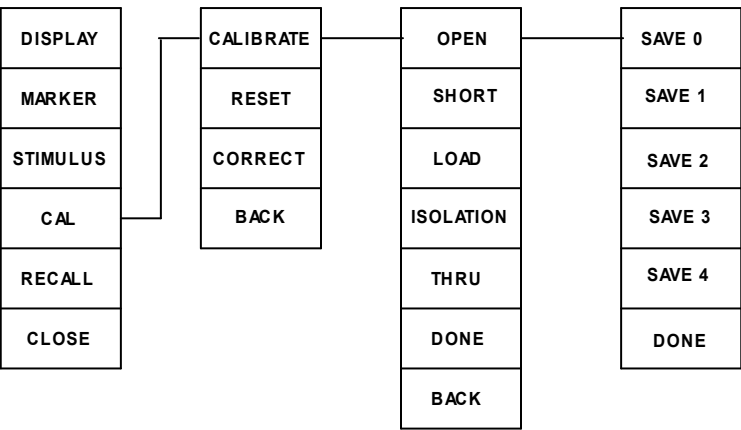 DISPLAY
MARKER
STIMULUS
CAL
RECALL
CLOSE
CALIBRATE
RESET
CORRECT
BACK
OPEN
SHORT
LOAD
ISOLATION
THRU
DONE
BACK
SAVE 0
SAVE 1
SAVE 2
SAVE 3
SAVE 4
DONE